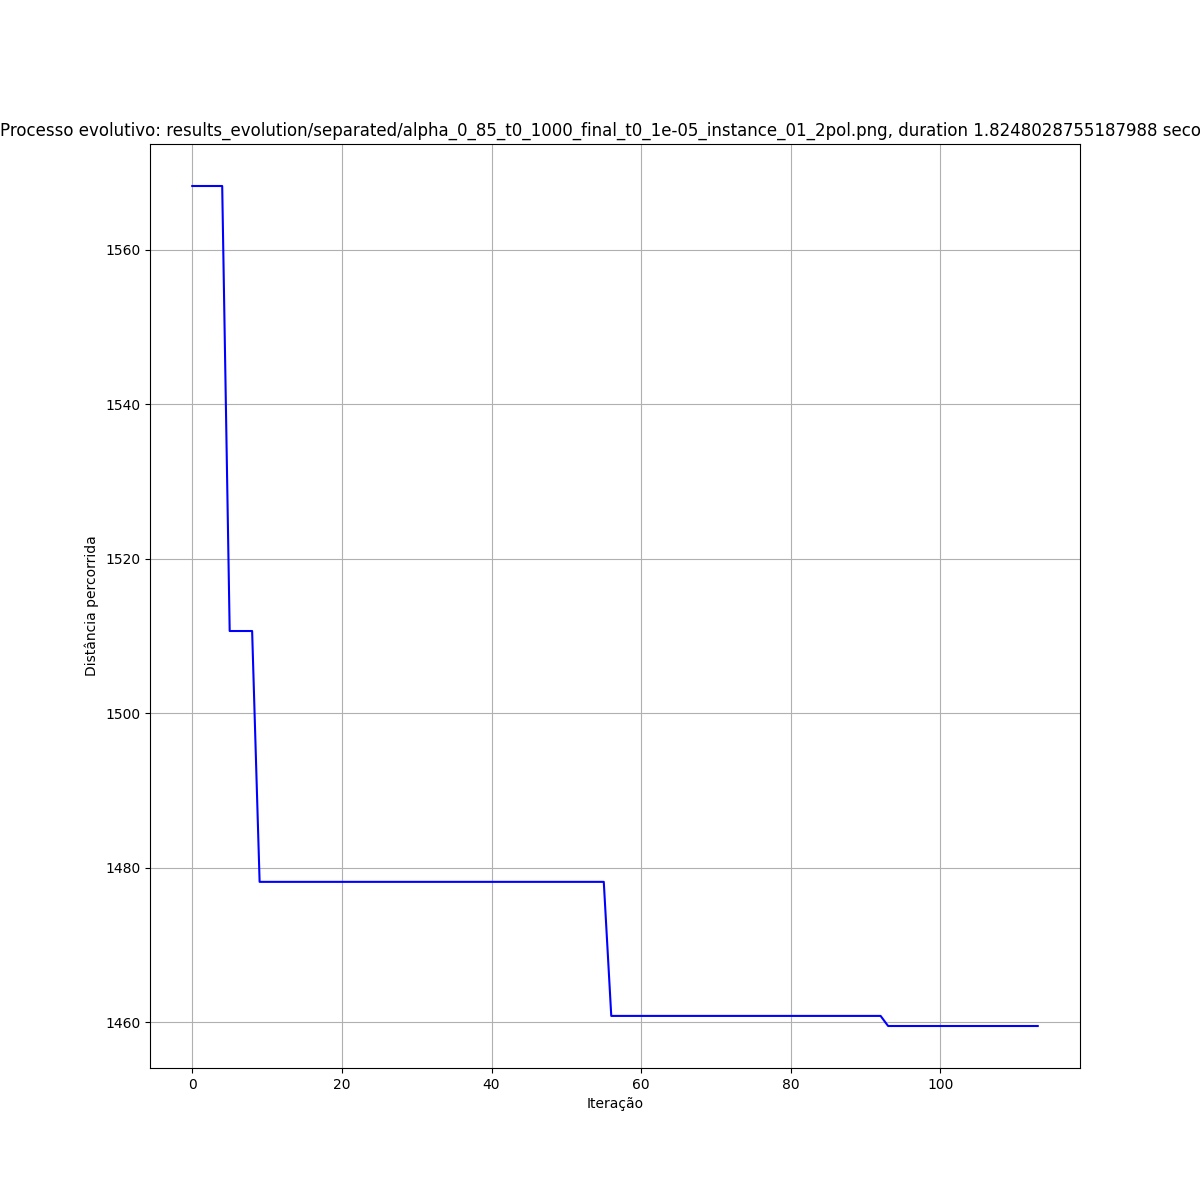 Processo evolutivo: results_evolution/separated/alpha_0_85_t0_1000_final_t0_1e-05_instance_01_2pol.png, duration 1.8248028755187988 seco
1560
1540
1520
1500
1480
1460
Distância percorrida
0 20 40 60 80 100
Iteração